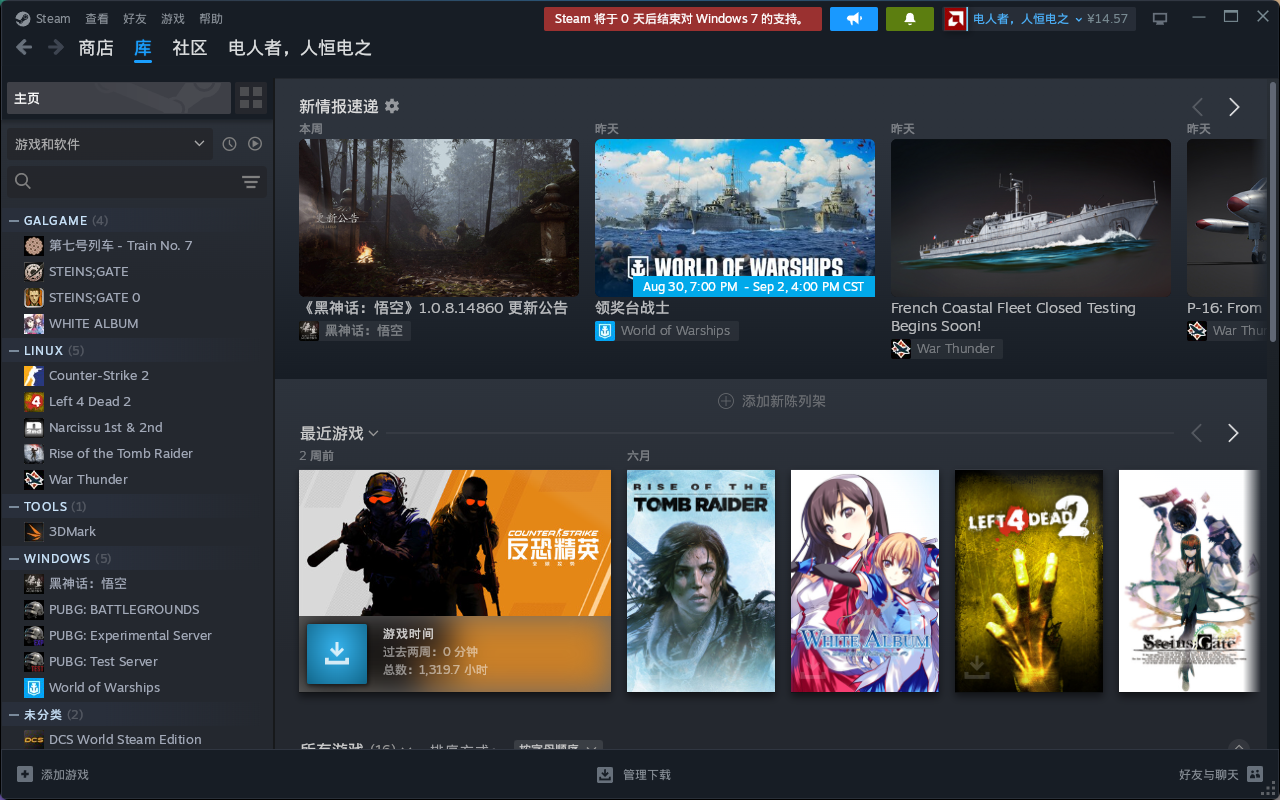 Steam 查看 好友 游戏 帮助
Steam 将于 0 天后结束对 Windows 7 的支持。
电人者，人恒电之 ¥14.57
商店 库 社区 电人者，人恒电之
主页
游戏和软件
— GALGAME (4)
第七号列车 - Train No. 7
STEINS;GATE
STEINS;GATE 0
WHITE ALBUM
— LINUX (5)
Counter-Strike 2
Left 4 Dead 2
Narcissu 1st & 2nd
Rise of the Tomb Raider
War Thunder
— TOOLS (1)
3DMark
— WINDOWS (5)
黑神话：悟空
PUBG: BATTLEGROUNDS
PUBG: Experimental Server
PUBG: Test Server
World of Warships
— 未分类 (2)
DCS World Steam Edition
新情报速递
本周
更新公告
《黑神话：悟空》1.0.8.14860 更新公告
黑神话：悟空
昨天
WORLD OF WARSHIPS
Aug 30, 7:00 PM - Sep 2, 4:00 PM CST
领奖台战士
World of Warships
昨天
French Coastal Fleet Closed Testing
Begins Soon!
War Thunder
昨天
P-16: From
War Thun
添加新陈列架
最近游戏
2 周前
COUNTER STRIKE
反恐精英
全球攻势
游戏时间
过去两周：0 分钟
总数：1,319.7 小时
六月
RISE OF THE
TOMB RAIDER
WHITE ALBUM
LEFT 4 DEAD 2
Steins;Gate
所有游戏 (16) 排序方式 按字母顺序
添加游戏
管理下载
好友与聊天